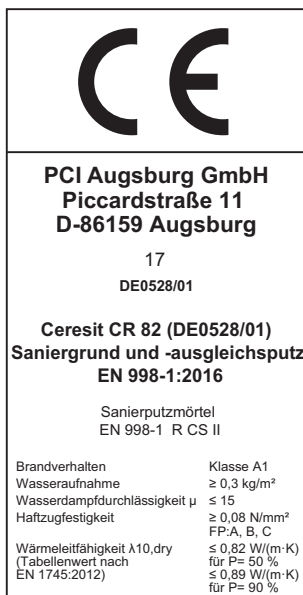 CE
PCI Augsburg GmbH
Piccardstraße 11
D-86159 Augsburg
17
DE0528/01
Ceresit CR 82 (DE0528/01)
Saniergrund und -ausgleichsputz
EN 998-1:2016
Sanierputzmörtel
EN 998-1 R CS II
Brandverhalten Klasse A1
Wasseraufnahme ≥ 0,3 kg/m²
Wasserdampfdurchlässigkeit µ ≤ 15
Haftzugfestigkeit ≥ 0,08 N/mm²
FP:A, B, C
Wärmeleitfähigkeit λ10,dry ≤ 0,82 W/(m·K)
(Tabellenwert nach für P= 50 %
EN 1745:2012) ≤ 0,89 W/(m·K)
für P= 90 %